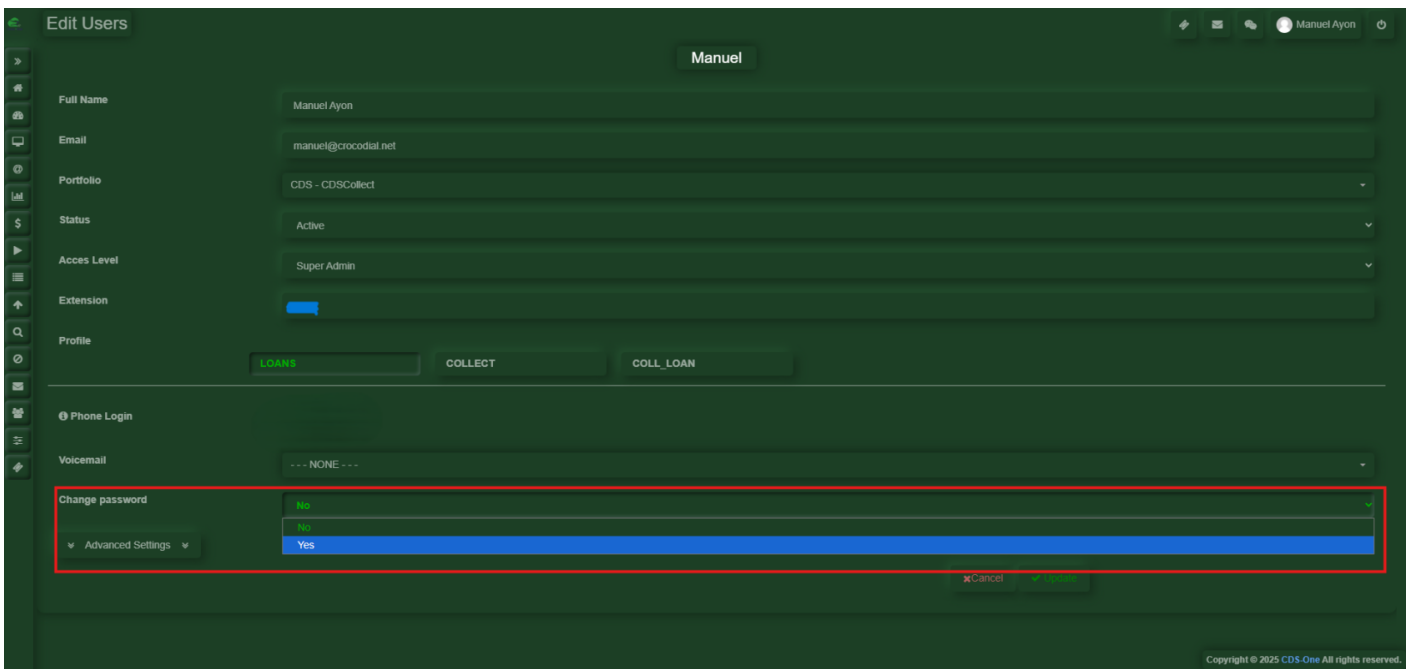 Edit Users
Manuel Ayon
Manuel
Full Name
Manuel Ayon
Email
manuel@crocodial.net
Portfolio
CDS - CDSCollect
Status
Active
Acces Level
Super Admin
Extension
Profile
LOANS COLLECT COLL_LOAN
Phone Login
Voicemail
- - - NONE - - -
Change password
No
No
Yes
Advanced Settings
Cancel Update
Copyright © 2025 CDS-One All rights reserved.